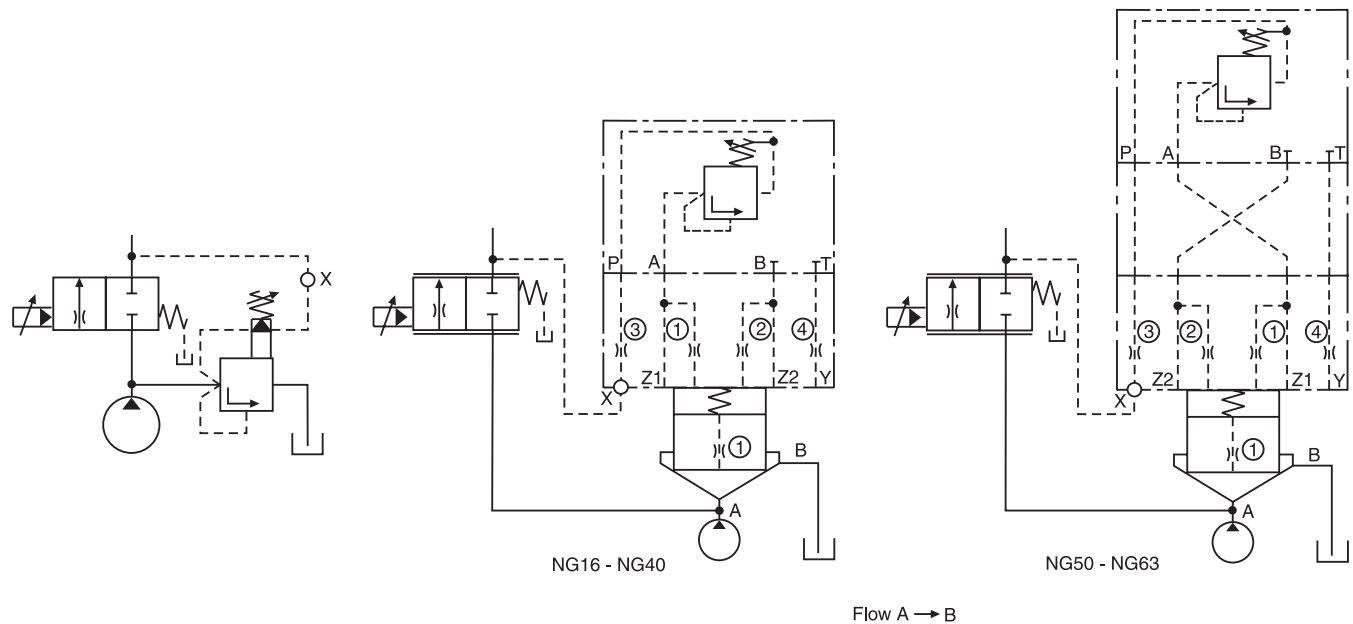 X
P
A
B
T
③
①
②
④
X
Z1
Z2
Y
①
B
A
NG16 - NG40
P
A
B
T
③
②
①
④
X
Z2
Z1
Y
①
B
A
NG50 - NG63
Flow A → B